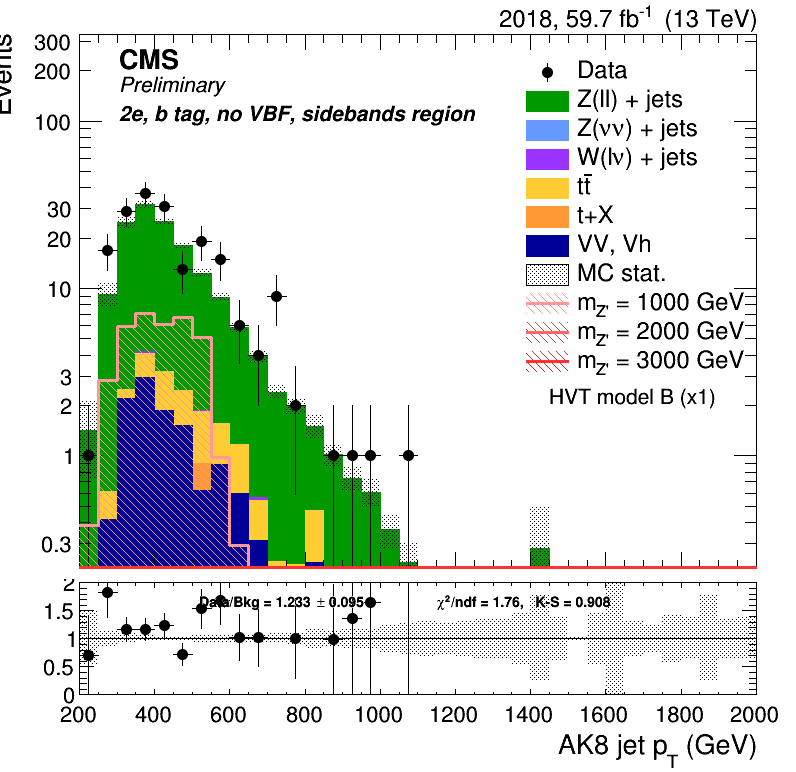 2018, 59.7 fb⁻¹ (13 TeV)
Events
CMS
Preliminary
2e, b tag, no VBF, sidebands region
Data
Z(ll) + jets
Z(νν) + jets
W(lν) + jets
tt̄
t+X
VV, Vh
MC stat.
m_Z' = 1000 GeV
m_Z' = 2000 GeV
m_Z' = 3000 GeV
HVT model B (x1)
300
200
100
30
20
10
3
2
1
0.3
Data/Bkg = 1.233 ± 0.095
χ²/ndf = 1.76, K-S = 0.908
2
1.5
1
0.5
0
200 400 600 800 1000 1200 1400 1600 1800 2000
AK8 jet p_T (GeV)